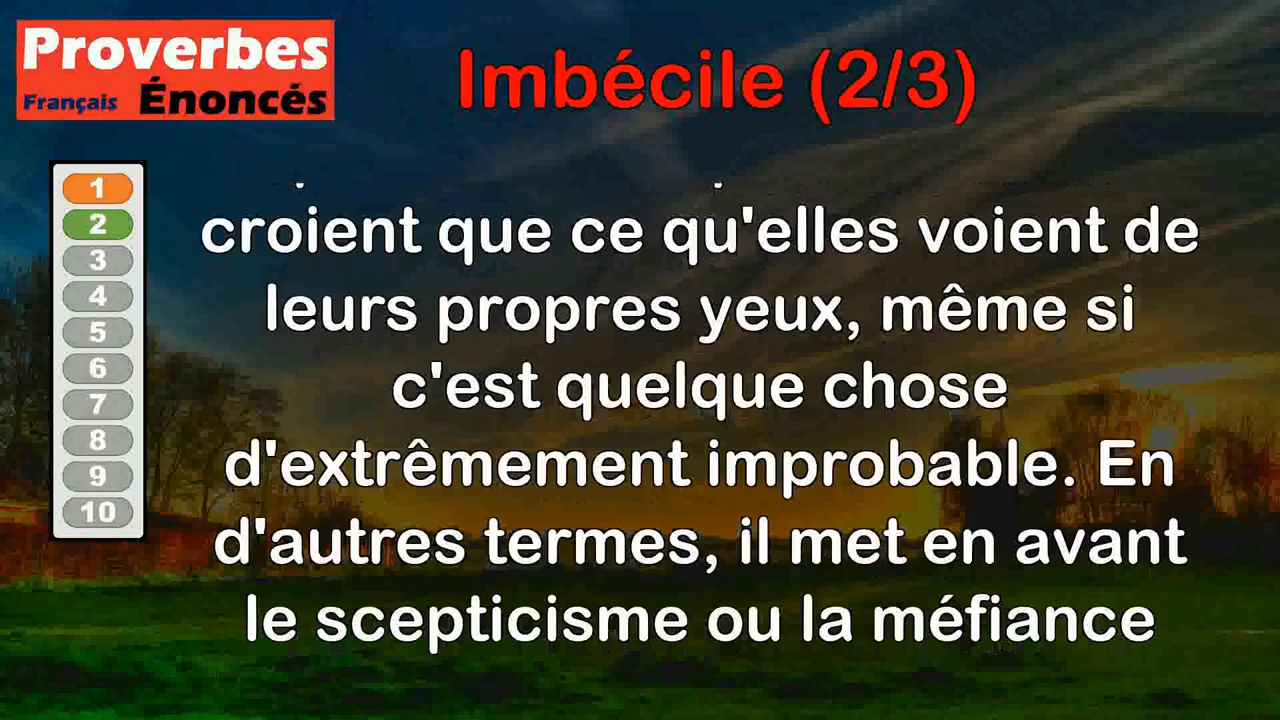 Proverbes
Français Énoncés
Imbécile (2/3)
1
2
3
4
5
6
7
8
9
10
croient que ce qu'elles voient de
leurs propres yeux, même si
c'est quelque chose
d'extrêmement improbable. En
d'autres termes, il met en avant
le scepticisme ou la méfiance